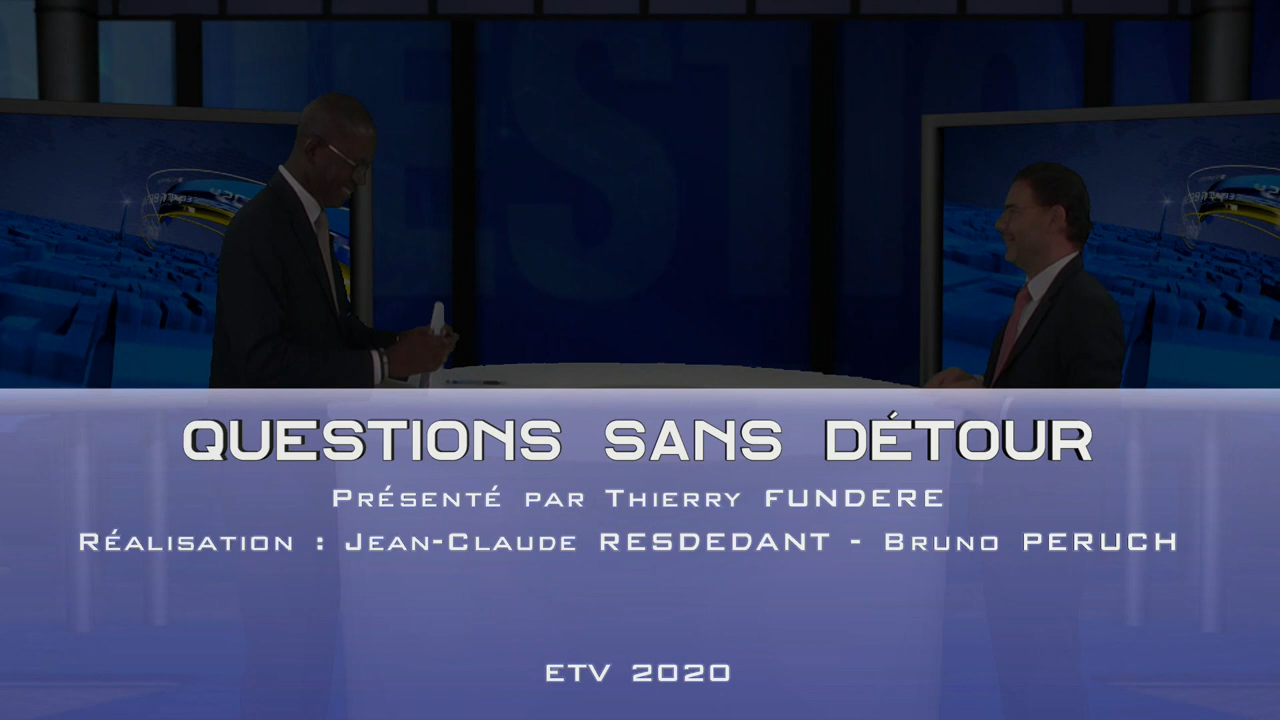 QUESTIONS SANS DÉTOUR
PRÉSENTÉ PAR THIERRY FUNDERE
RÉALISATION : JEAN-CLAUDE RESDEDANT - BRUNO PERUCH
ETV 2020